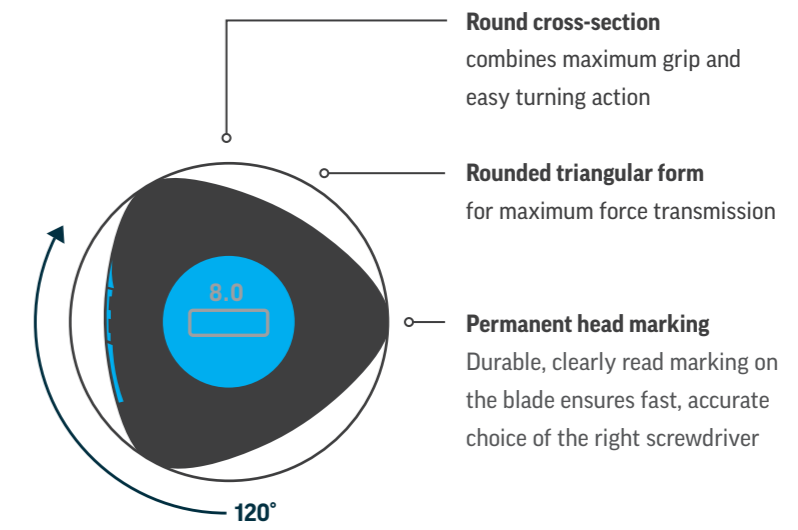 Round cross-section
combines maximum grip and
easy turning action
Rounded triangular form
for maximum force transmission
8.0
Permanent head marking
Durable, clearly read marking on
the blade ensures fast, accurate
choice of the right screwdriver
120°